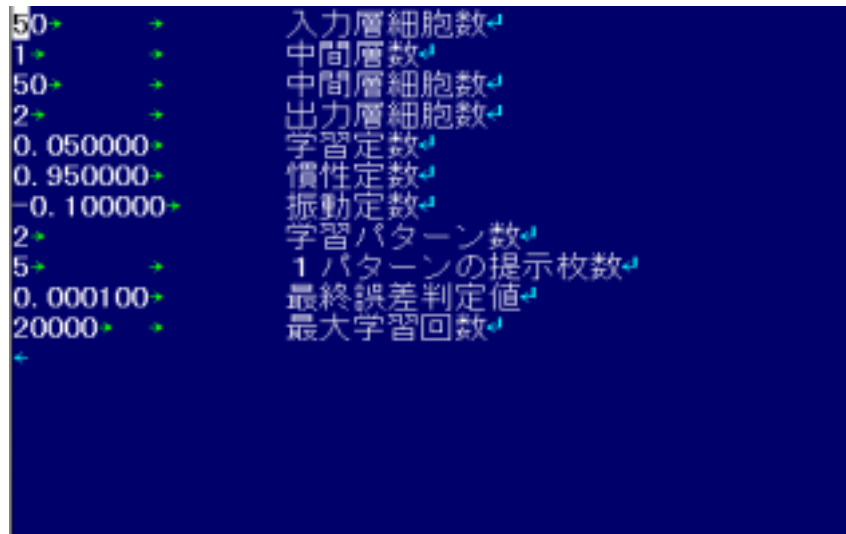 50 入力層細胞数
1 中間層数
50 中間層細胞数
2 出力層細胞数
0.050000 学習定数
0.950000 慣性定数
-0.100000 振動定数
2 学習パターン数
5 1パターンの提示枚数
0.000100 最終誤差判定値
20000 最大学習回数